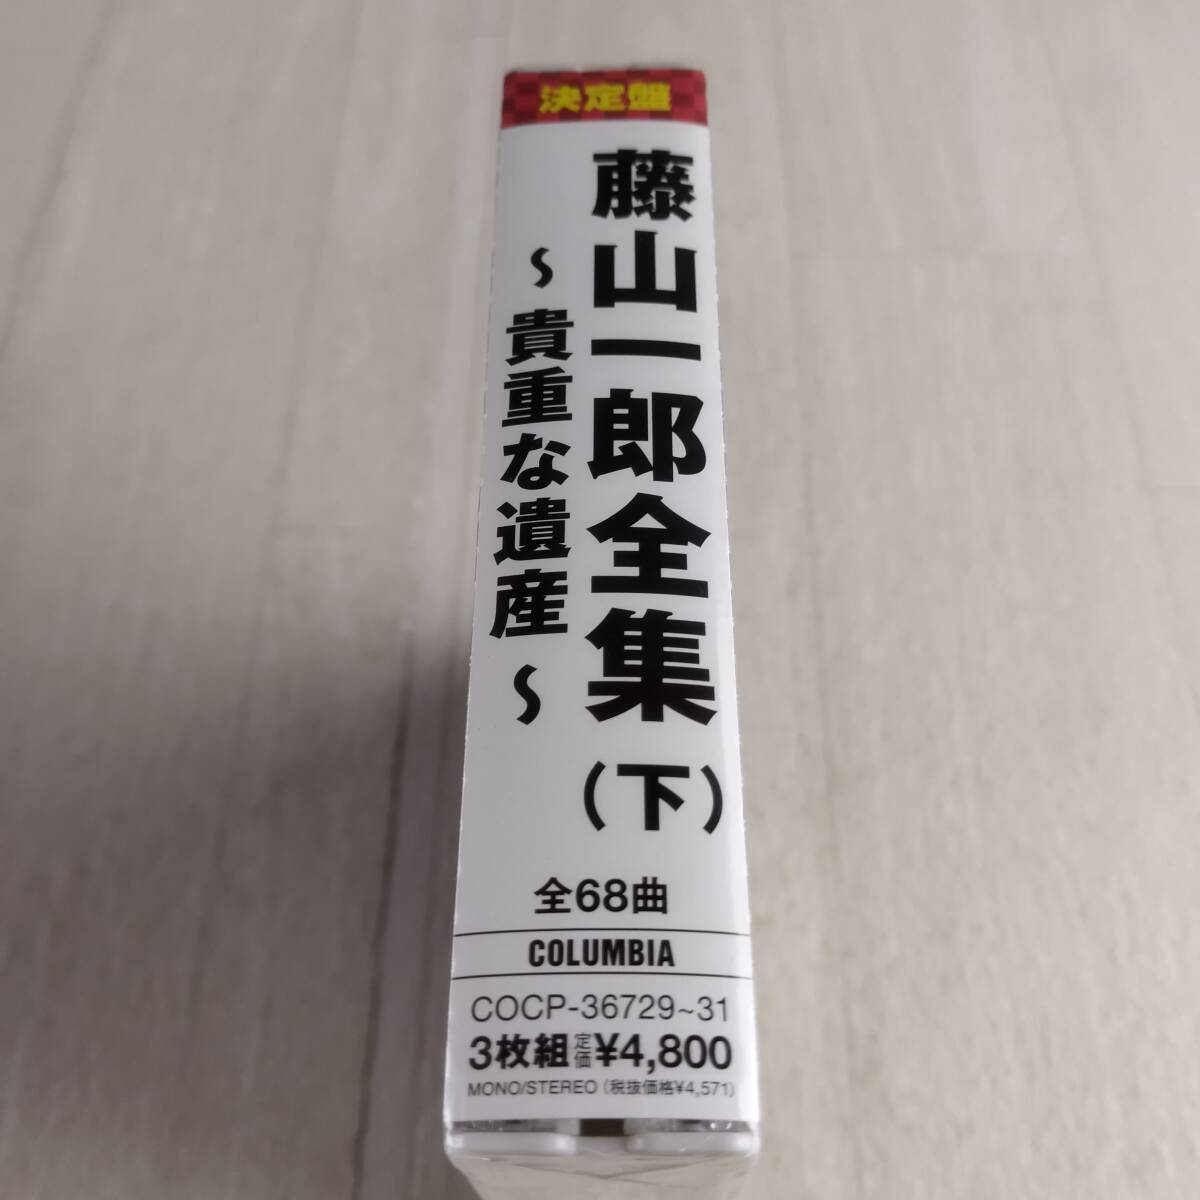 決定盤
藤山一郎全集(下)
〜貴重な遺産〜
全68曲
COLUMBIA
COCP-36729~31
3枚組定価¥4,800
MONO/STEREO (税抜価格¥4,571)